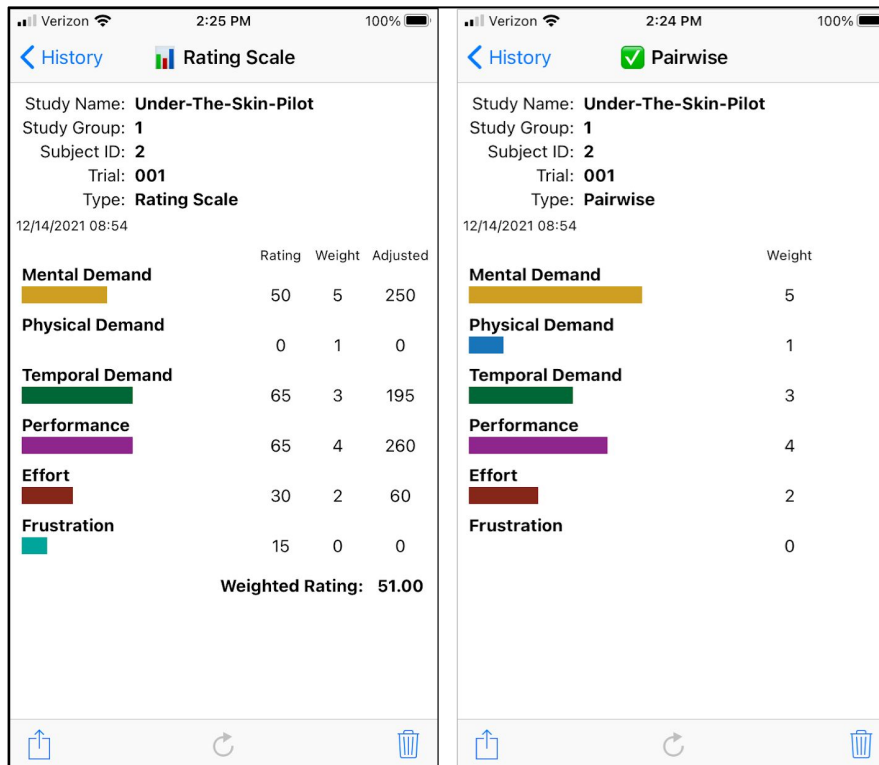 Verizon 2:25 PM 100%
History Rating Scale
Study Name: Under-The-Skin-Pilot
Study Group: 1
Subject ID: 2
Trial: 001
Type: Rating Scale
12/14/2021 08:54
Rating Weight Adjusted
Mental Demand
50 5 250
Physical Demand
0 1 0
Temporal Demand
65 3 195
Performance
65 4 260
Effort
30 2 60
Frustration
15 0 0
Weighted Rating: 51.00
Verizon 2:24 PM 100%
History Pairwise
Study Name: Under-The-Skin-Pilot
Study Group: 1
Subject ID: 2
Trial: 001
Type: Pairwise
12/14/2021 08:54
Weight
Mental Demand
5
Physical Demand
1
Temporal Demand
3
Performance
4
Effort
2
Frustration
0